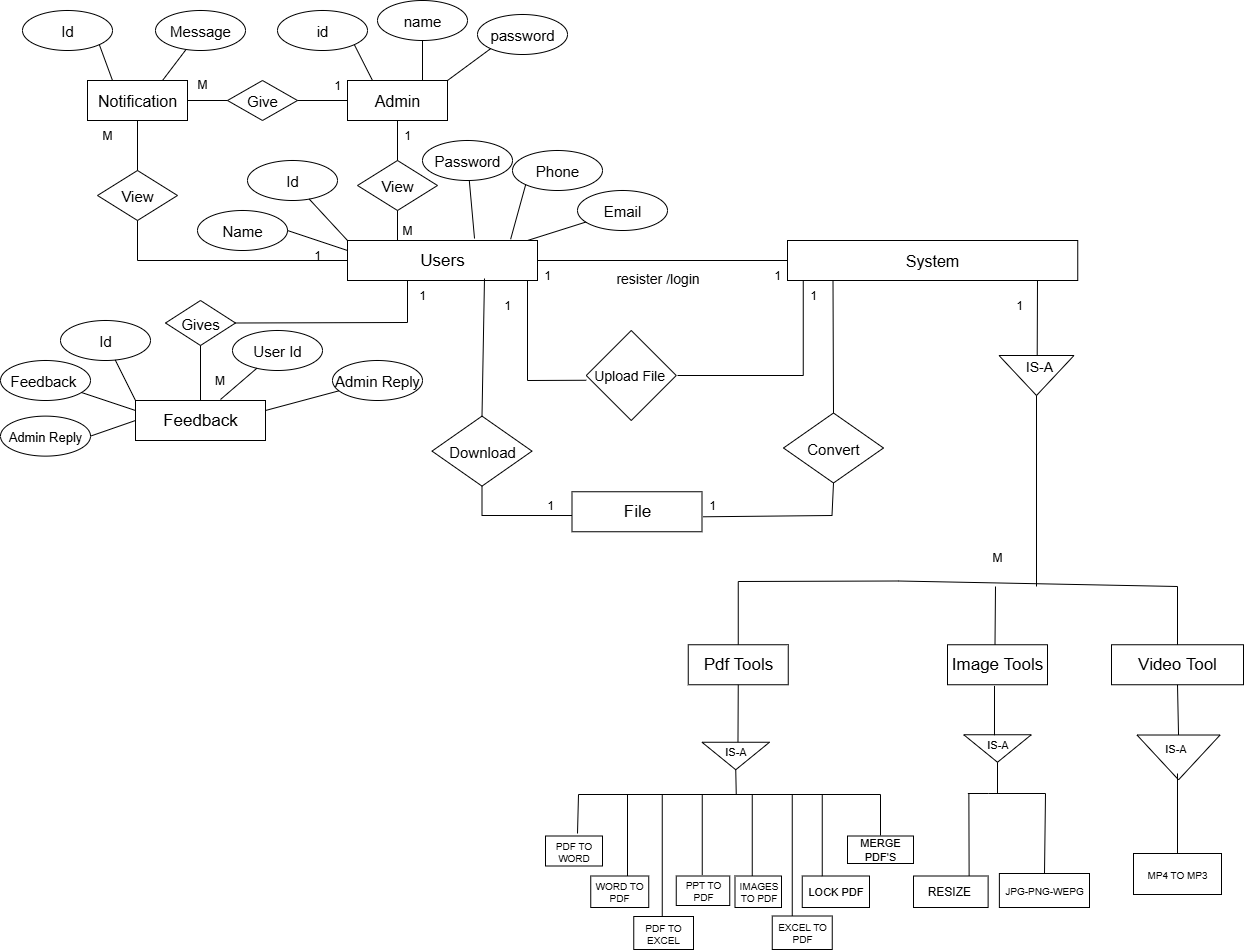 Id
Message
id
name
password
Notification
M
Give
1
Admin
M
1
View
View
Id
Name
Password
Phone
Email
M
1
Users
1
resister /login
1
System
1
1
1
1
Gives
Id
Feedback
Admin Reply
M
User Id
Admin Reply
Feedback
Upload File
IS-A
Download
Convert
1
File
1
M
Pdf Tools
Image Tools
Video Tool
IS-A
IS-A
IS-A
PDF TO
WORD
WORD TO
PDF
PDF TO
EXCEL
PPT TO
PDF
IMAGES
TO PDF
EXCEL TO
PDF
LOCK PDF
MERGE
PDF'S
RESIZE
JPG-PNG-WEPG
MP4 TO MP3